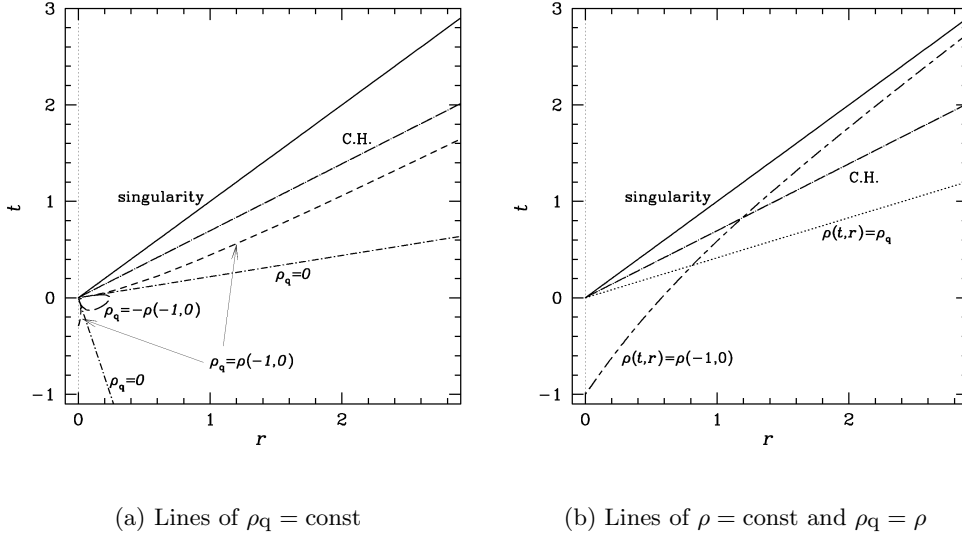 3
2
1
0
−1
t
0
1
2
r
singularity
C.H.
ρq=0
ρq=−ρ(−1,0)
ρq=ρ(−1,0)
ρq=0
(a) Lines of ρq = const
3
2
1
0
−1
t
0
1
2
r
singularity
C.H.
ρ(t,r)=ρq
ρ(t,r)=ρ(−1,0)
(b) Lines of ρ = const and ρq = ρ